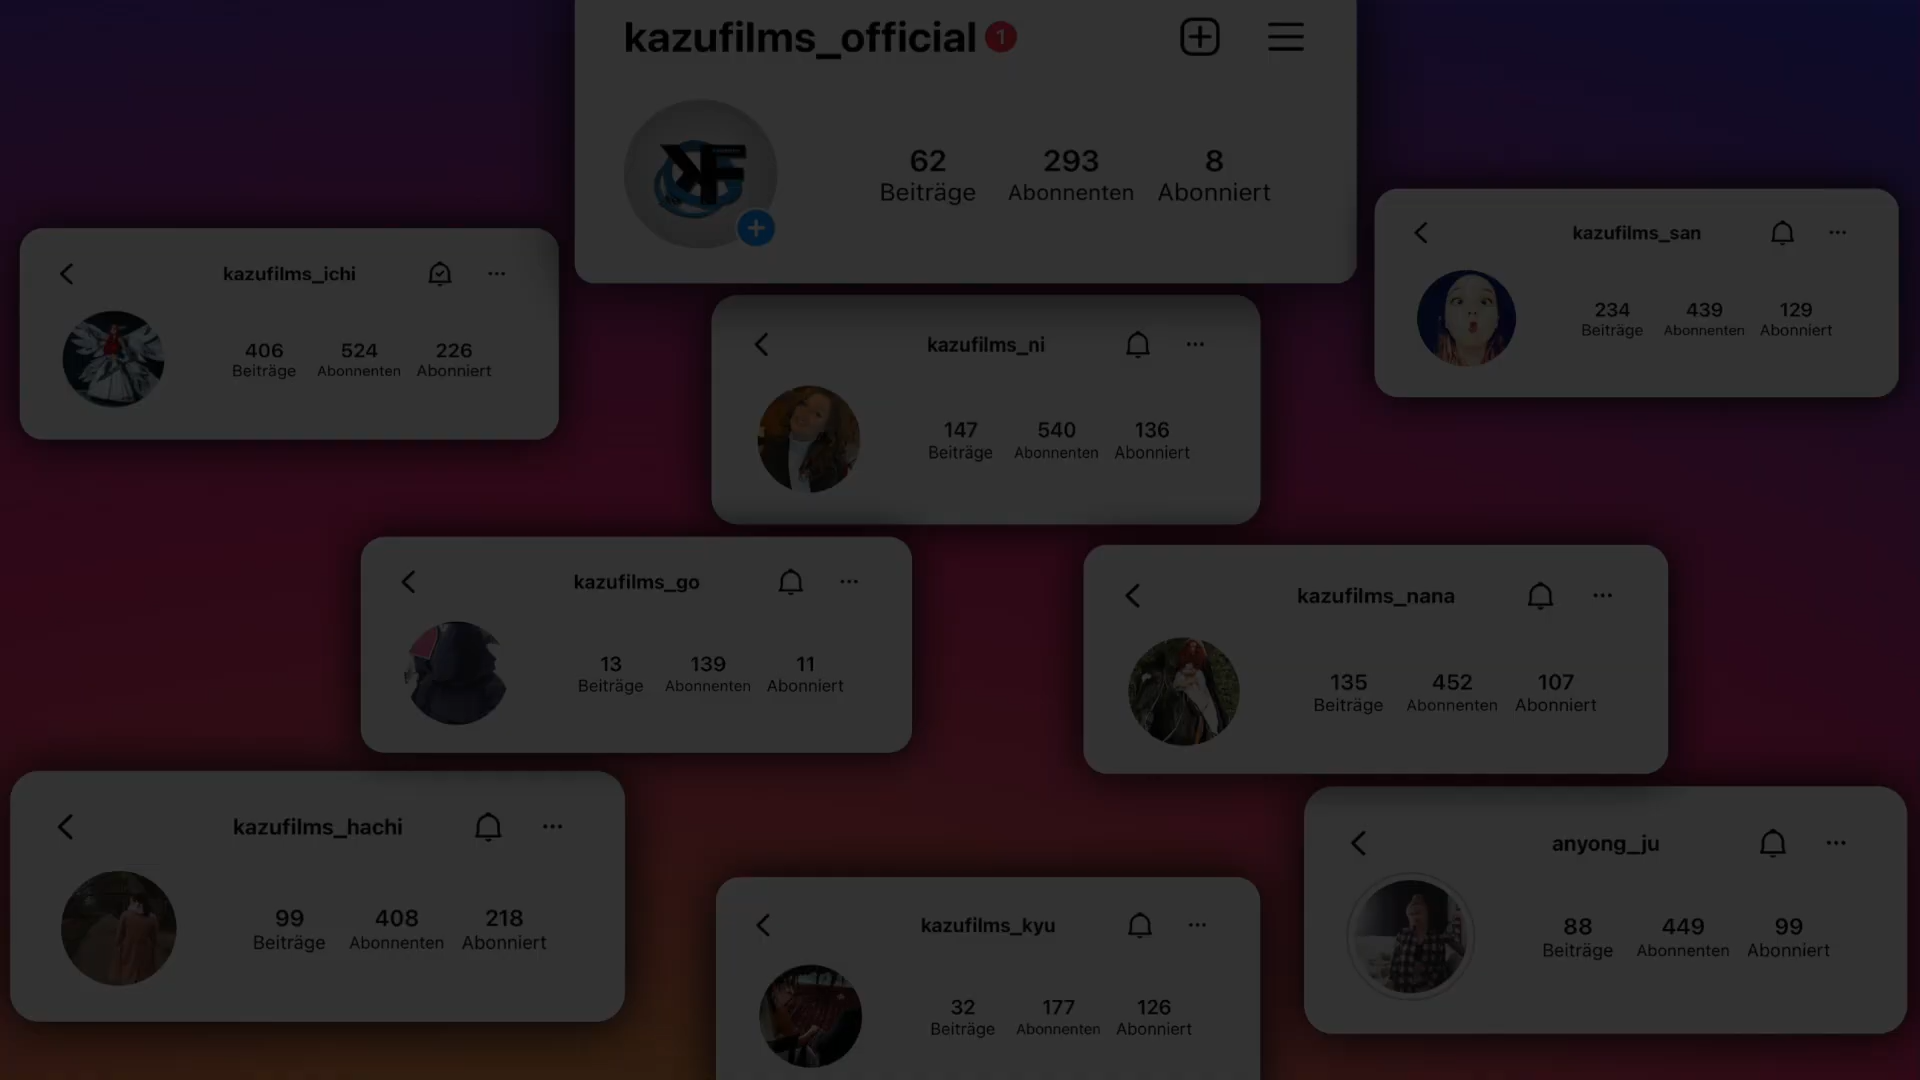 kazufilms_official 1
62 293 8
Beiträge Abonnenten Abonniert
kazufilms_san
234 439 129
Beiträge Abonnenten Abonniert
kazufilms_ichi
406 524 226
Beiträge Abonnenten Abonniert
kazufilms_ni
147 540 136
Beiträge Abonnenten Abonniert
kazufilms_go
13 139 11
Beiträge Abonnenten Abonniert
kazufilms_nana
135 452 107
Beiträge Abonnenten Abonniert
kazufilms_hachi
99 408 218
Beiträge Abonnenten Abonniert
anyong_ju
88 449 99
Beiträge Abonnenten Abonniert
kazufilms_kyu
32 177 126
Beiträge Abonnenten Abonniert